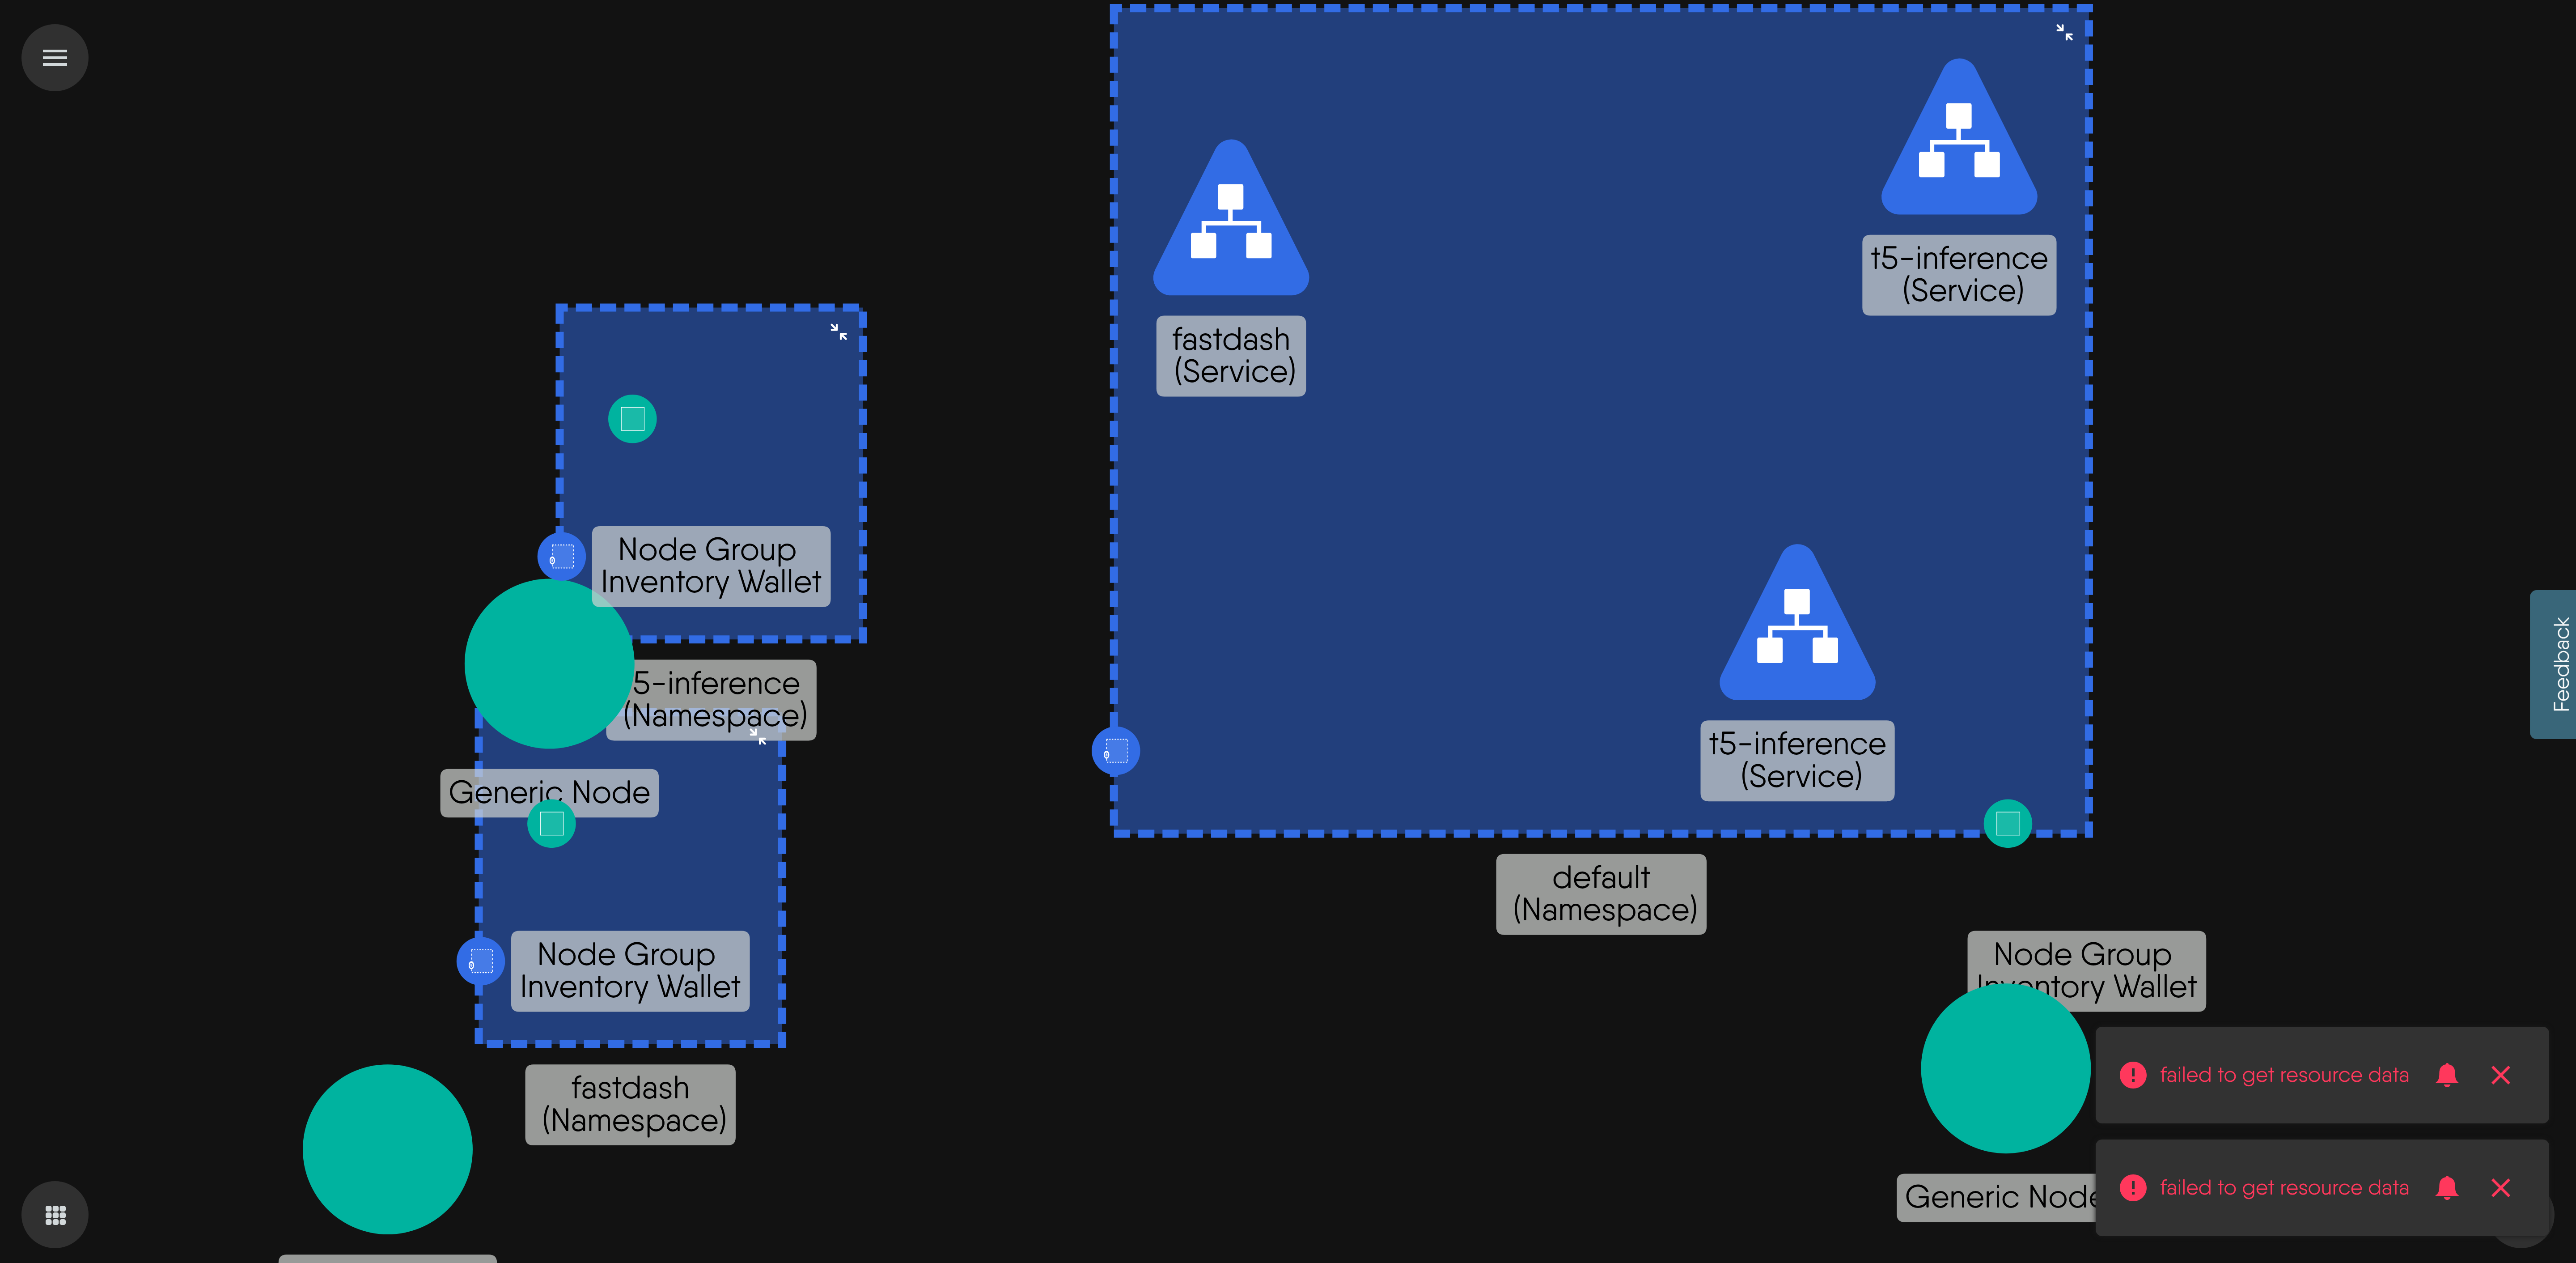 t5-inference
(Service)
fastdash
(Service)
Node Group
Inventory Wallet
5-inference
(Namespace)
t5-inference
(Service)
Generic Node
default
(Namespace)
Node Group
Inventory Wallet
Node Group
Inventory Wallet
fastdash
(Namespace)
Generic Node
failed to get resource data
failed to get resource data
Feedback